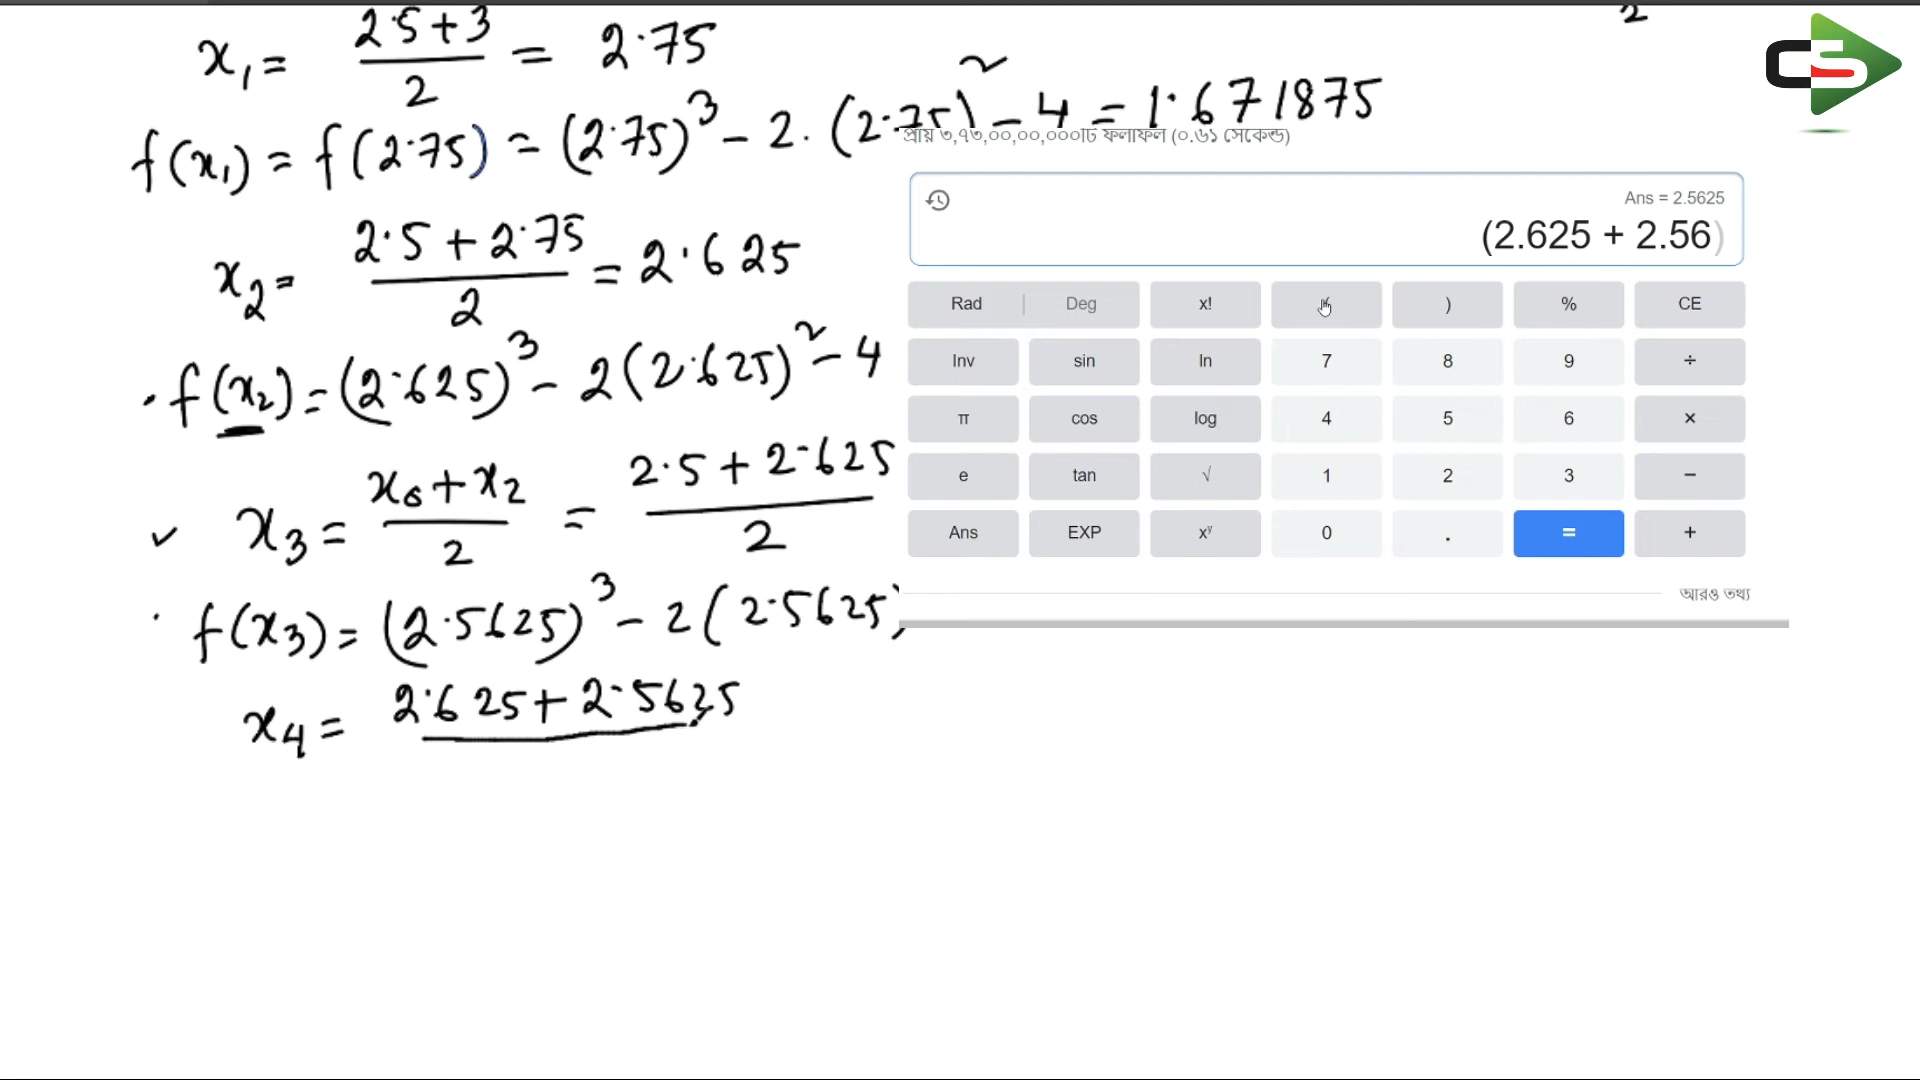 2
x₁ = (2.5+3)/2 = 2.75
f(x₁) = f(2.75) = (2.75)³ − 2.(2.75)² − 4 = 1.671875
x₂ = (2.5+2.75)/2 = 2.625
f(x₂) = (2.625)³ − 2(2.625)² − 4
x₃ = (x₀+x₂)/2 = (2.5+2.625)/2
f(x₃) = (2.5625)³ − 2(2.5625)
x₄ = 2.625+2.5625
CS
প্রায় ৩,৭৩,০০,০০,০০০টি ফলাফল (০.৬১ সেকেন্ড)
Ans = 2.5625
(2.625 + 2.56)
Rad | Deg x! ) % CE
Inv sin ln 7 8 9 ÷
π cos log 4 5 6 ×
e tan √ 1 2 3 −
Ans EXP xʸ 0 . = +
আরও তথ্য